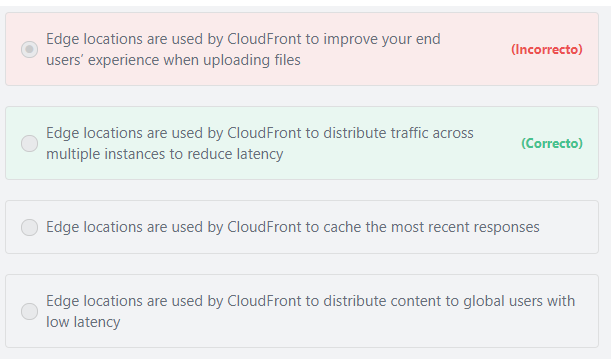 Edge locations are used by CloudFront to improve your end
users’ experience when uploading files
(Incorrecto)
Edge locations are used by CloudFront to distribute traffic across
multiple instances to reduce latency
(Correcto)
Edge locations are used by CloudFront to cache the most recent responses
Edge locations are used by CloudFront to distribute content to global users with
low latency